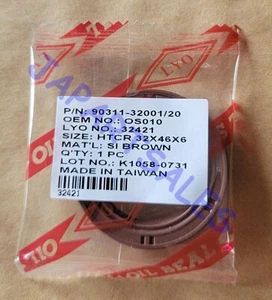 LYO
P/N: 90311-32001/20
OEM NO.: OS010
LYO NO.: 32421
SIZE: HTCR 32X46X6
MAT'L: SI BROWN
Q'TY: 1 PC
LOT NO.: K1058-0731
MADE IN TAIWAN
32421
OIL SEAL